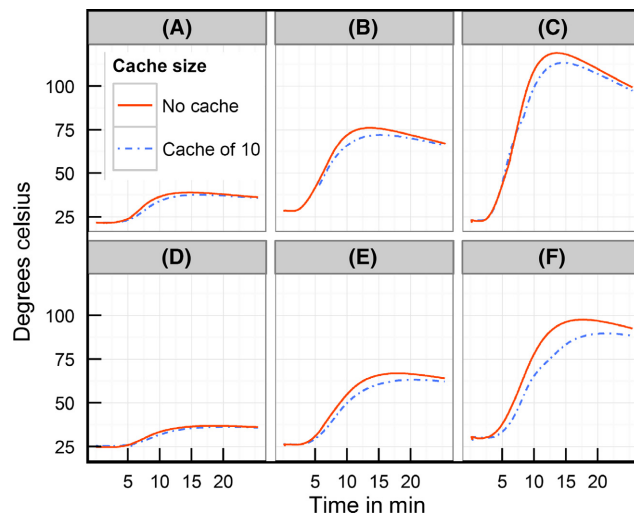 (A) (B) (C)
Cache size
No cache
Cache of 10
100
75
50
25
Degrees celsius
(D) (E) (F)
100
75
50
25
5 10 15 20 5 10 15 20 5 10 15 20
Time in min